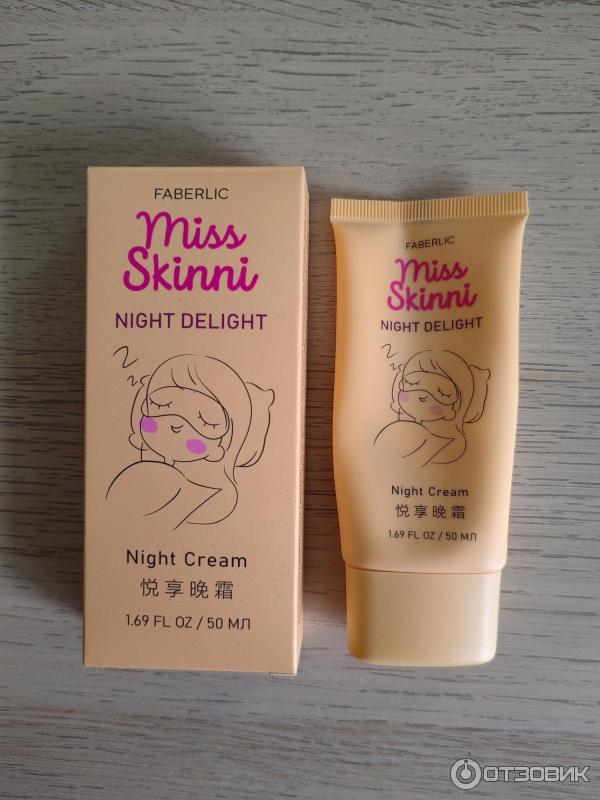 FABERLIC
miss
Skinni
NIGHT DELIGHT
z
z
z
Night Cream
悦享晚霜
1.69 FL OZ / 50 МЛ
FABERLIC
miss
Skinni
NIGHT DELIGHT
z
z
z
Night Cream
悦享晚霜
1.69 FL OZ / 50 МЛ
ОТЗОВИК